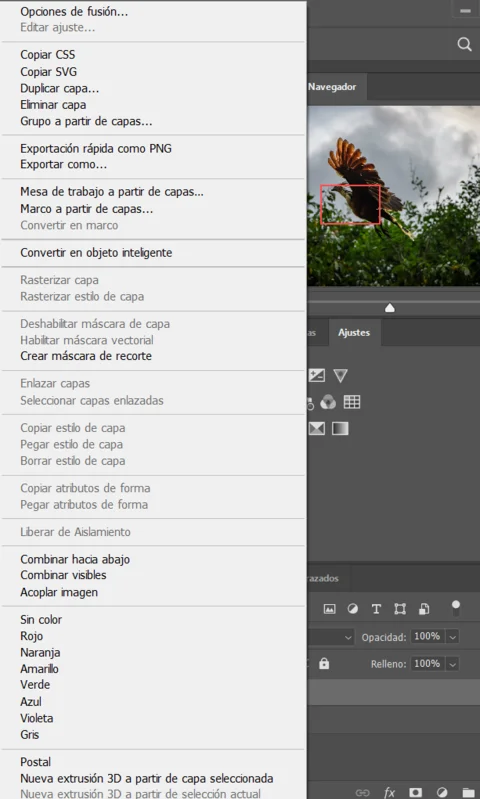 Opciones de fusión...
Editar ajuste...
Copiar CSS
Copiar SVG
Duplicar capa...
Eliminar capa
Grupo a partir de capas...
Exportación rápida como PNG
Exportar como...
Mesa de trabajo a partir de capas...
Marco a partir de capas...
Convertir en marco
Convertir en objeto inteligente
Rasterizar capa
Rasterizar estilo de capa
Deshabilitar máscara de capa
Habilitar máscara vectorial
Crear máscara de recorte
Enlazar capas
Seleccionar capas enlazadas
Copiar estilo de capa
Pegar estilo de capa
Borrar estilo de capa
Copiar atributos de forma
Pegar atributos de forma
Liberar de Aislamiento
Combinar hacia abajo
Combinar visibles
Acoplar imagen
Sin color
Rojo
Naranja
Amarillo
Verde
Azul
Violeta
Gris
Postal
Nueva extrusión 3D a partir de capa seleccionada
Nueva extrusión 3D a partir de selección actual
Navegador
as
Ajustes
razados
T
Opacidad: 100%
Relleno: 100%
fx